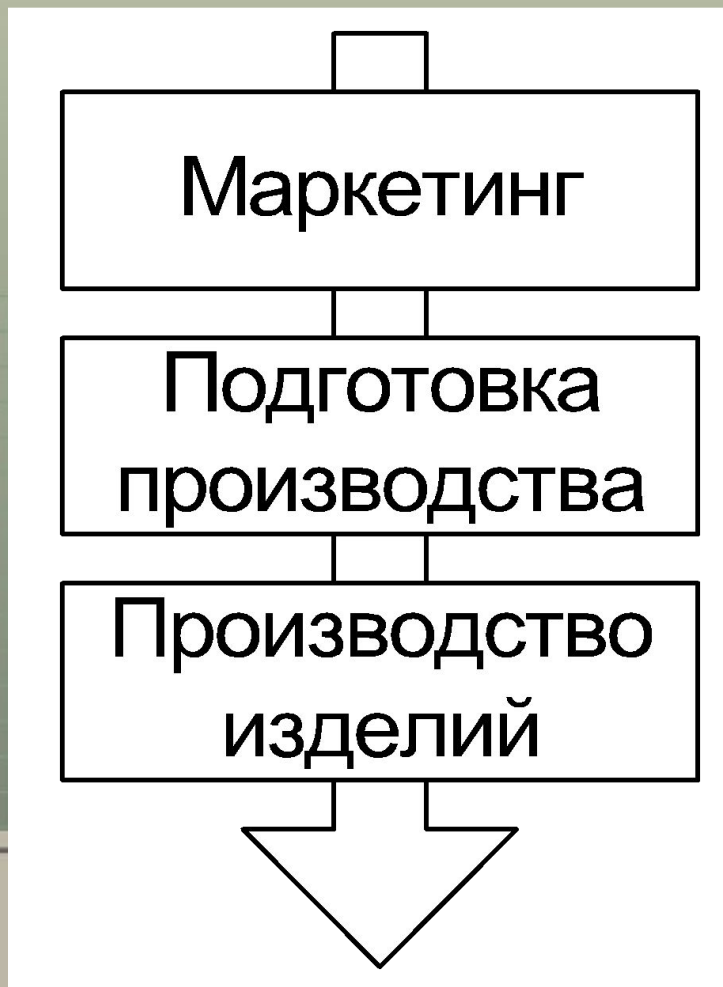 Маркетинг
Подготовка
производства
Производство
изделий